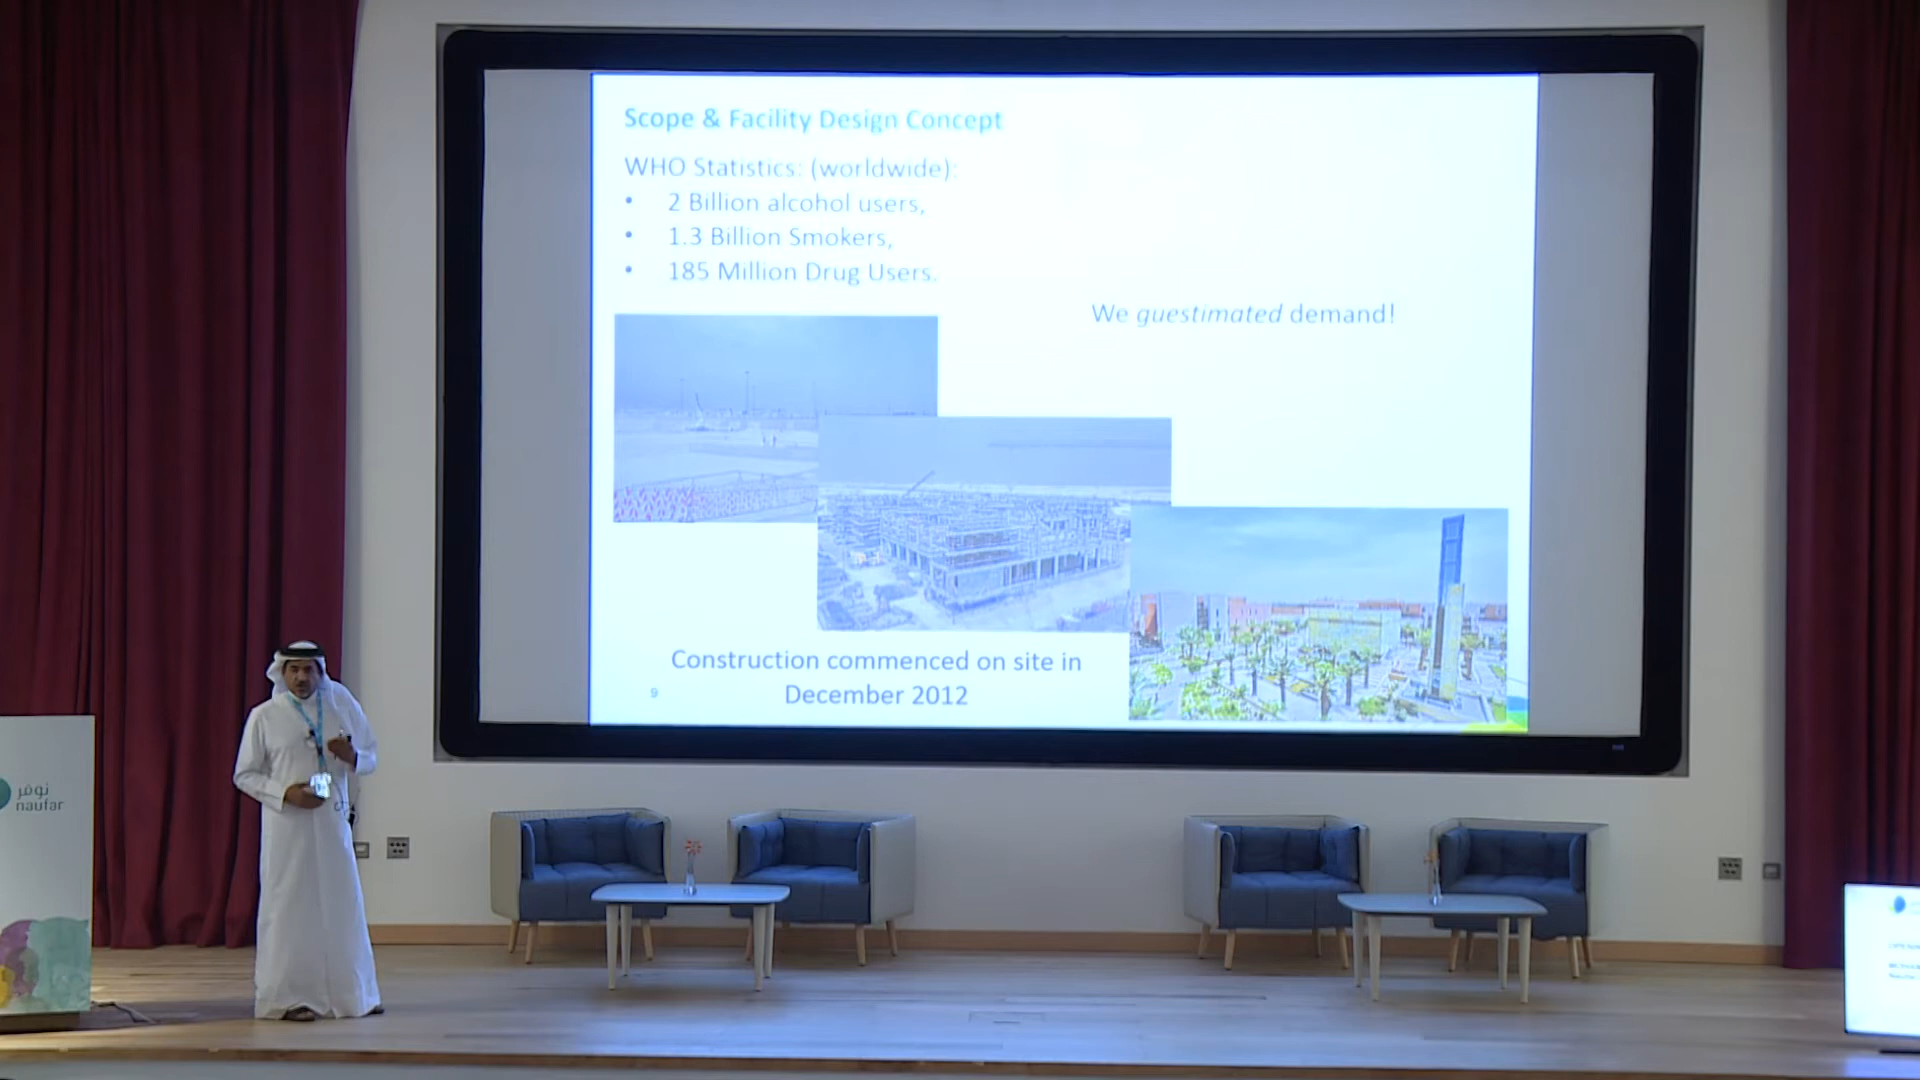 Scope & Facility Design Concept
WHO Statistics: (worldwide):
• 2 Billion alcohol users,
• 1.3 Billion Smokers,
• 185 Million Drug Users.
We guestimated demand!
Construction commenced on site in
December 2012
9
نوفر
naufar